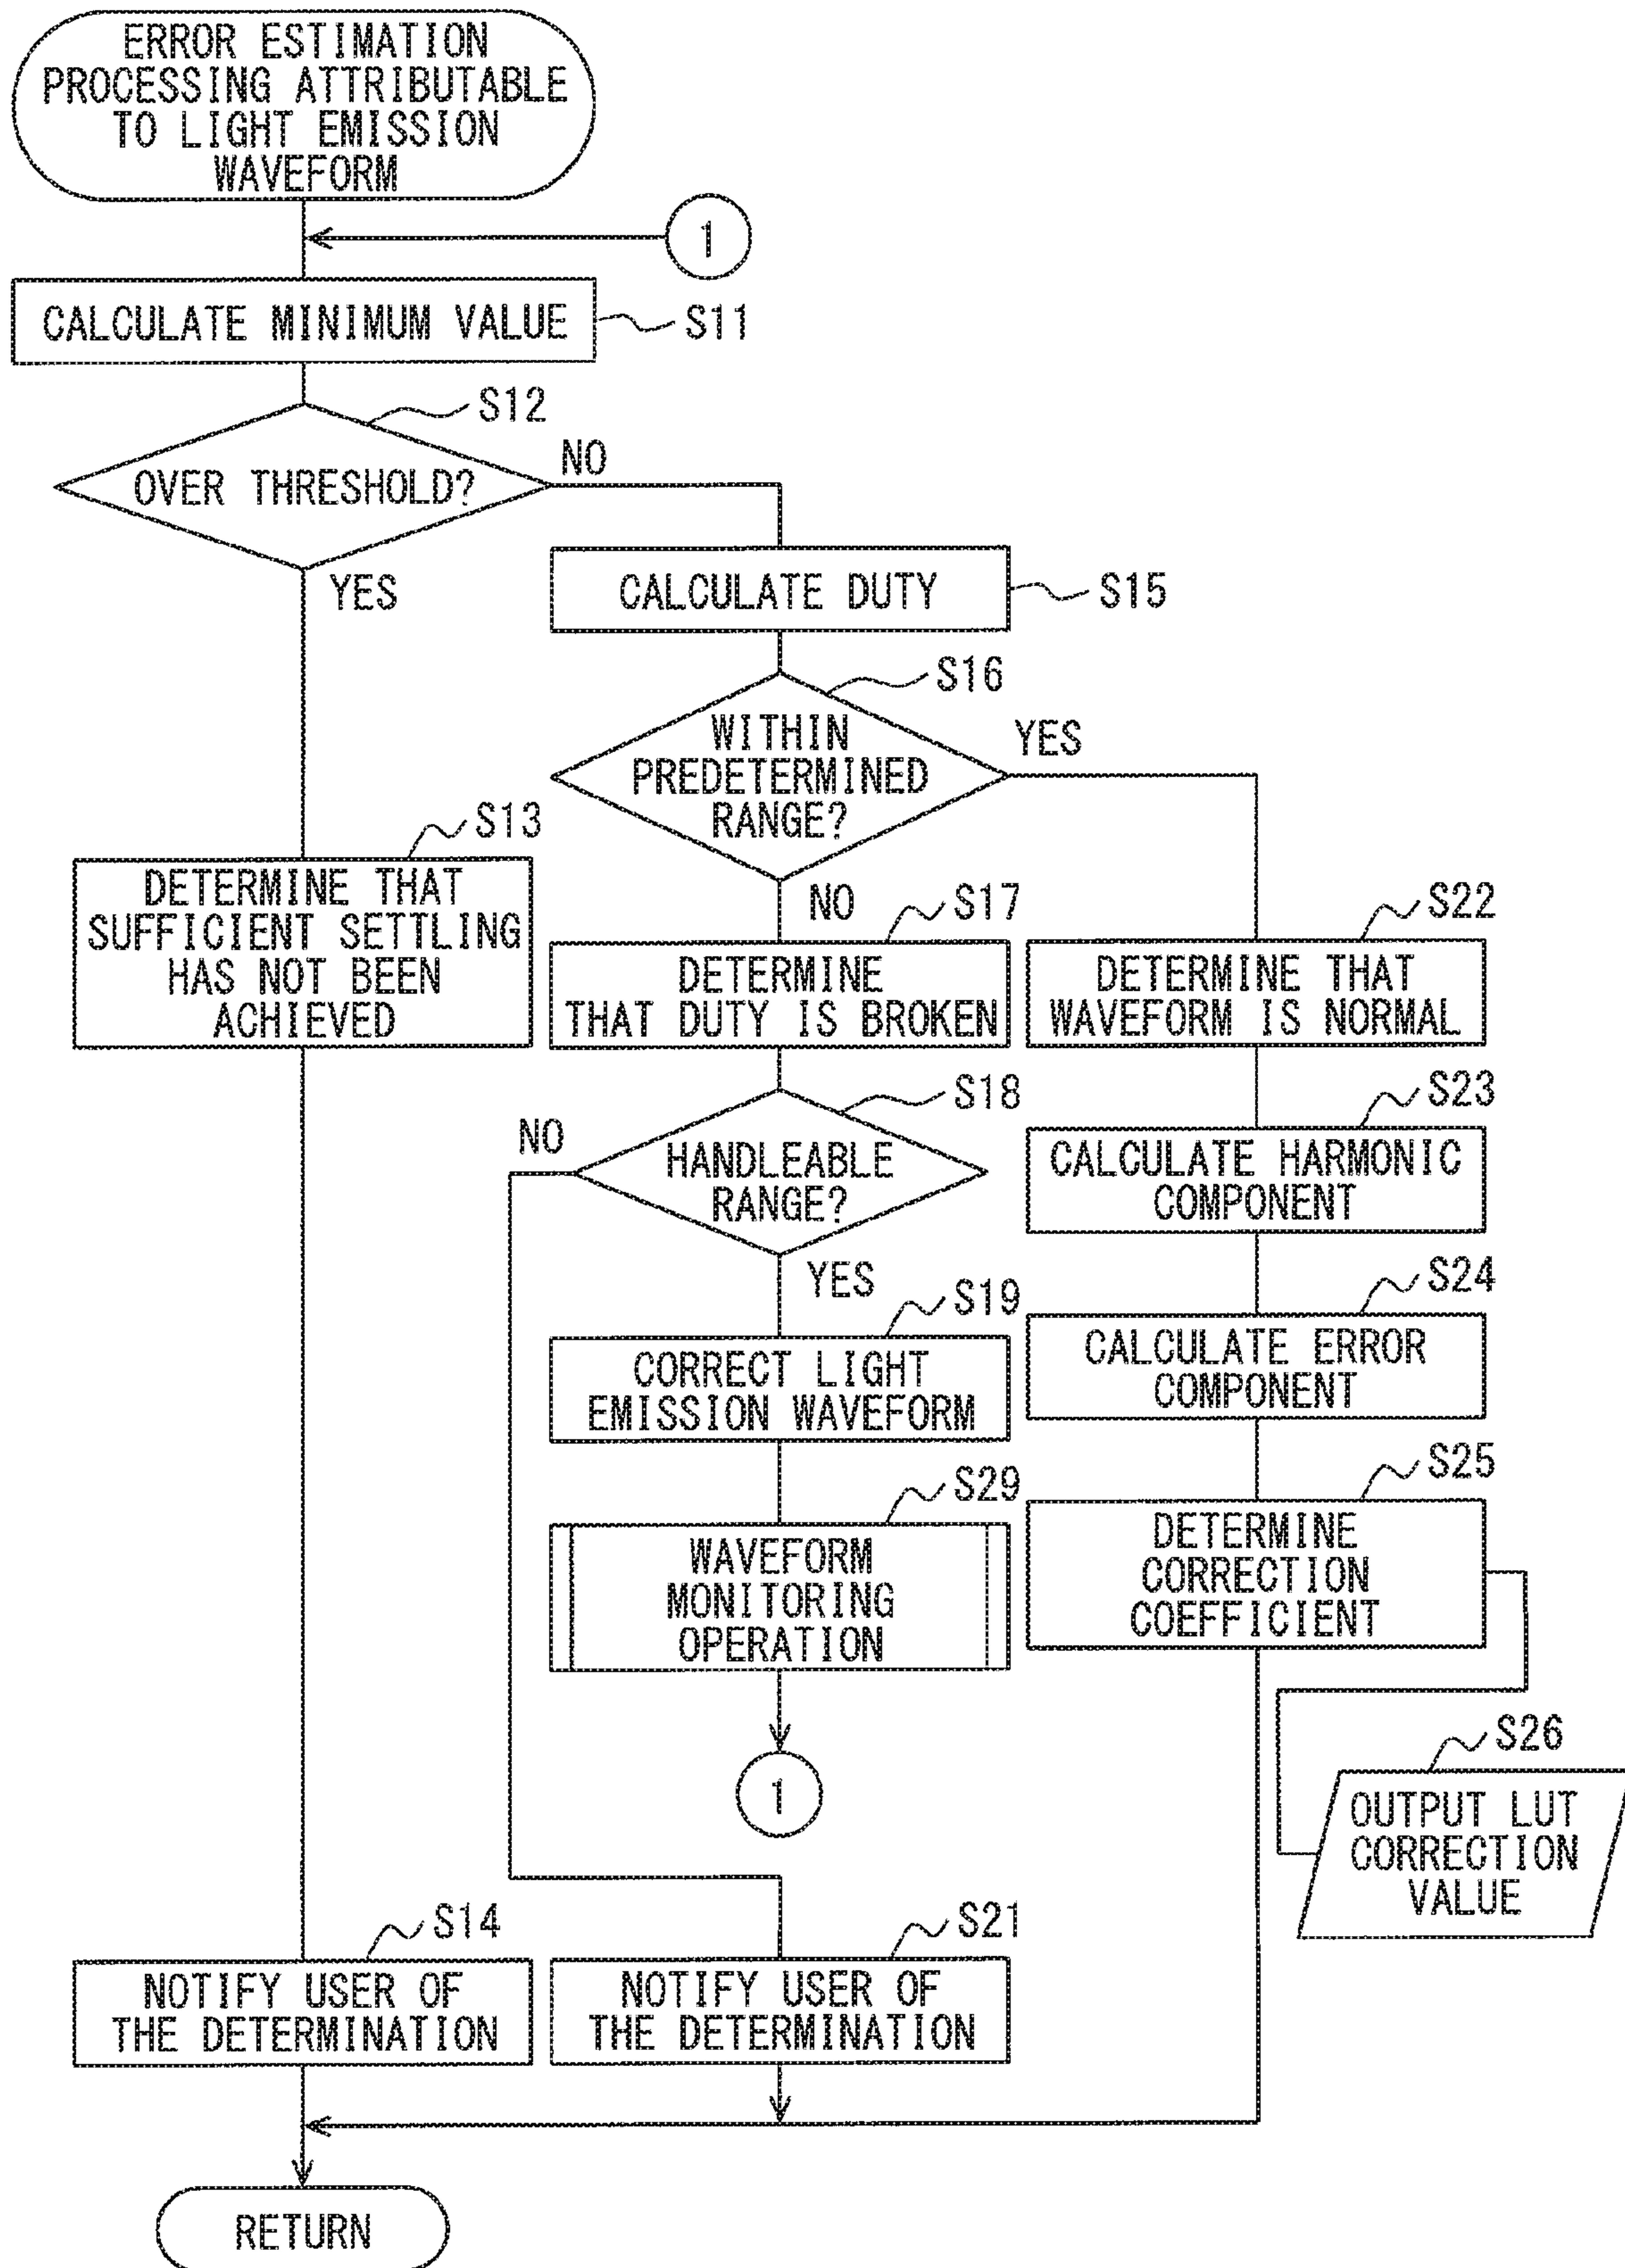 ERROR ESTIMATION
PROCESSING ATTRIBUTABLE
TO LIGHT EMISSION
WAVEFORM
1
CALCULATE MINIMUM VALUE
S11
S12
OVER THRESHOLD?
NO
YES
CALCULATE DUTY
S15
S16
WITHIN
PREDETERMINED
RANGE?
YES
NO
S13
DETERMINE THAT
SUFFICIENT SETTLING
HAS NOT BEEN
ACHIEVED
S17
DETERMINE
THAT DUTY IS BROKEN
S22
DETERMINE THAT
WAVEFORM IS NORMAL
S18
HANDLEABLE
RANGE?
NO
YES
S23
CALCULATE HARMONIC
COMPONENT
S19
CORRECT LIGHT
EMISSION WAVEFORM
S24
CALCULATE ERROR
COMPONENT
S29
WAVEFORM
MONITORING
OPERATION
S25
DETERMINE
CORRECTION
COEFFICIENT
1
S26
OUTPUT LUT
CORRECTION
VALUE
S14
NOTIFY USER OF
THE DETERMINATION
S21
NOTIFY USER OF
THE DETERMINATION
RETURN